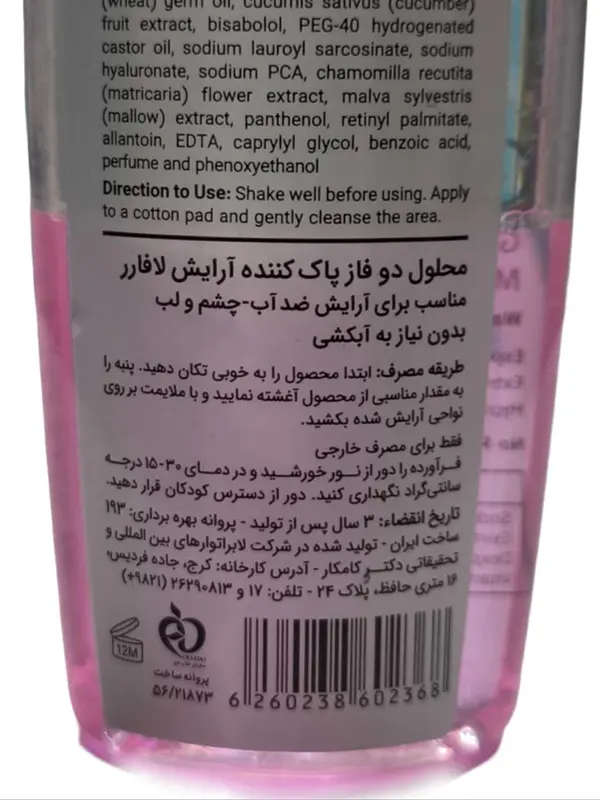 (wheat) germ oil, cucumis sativus (cucumber)
fruit extract, bisabolol, PEG-40 hydrogenated
castor oil, sodium lauroyl sarcosinate, sodium
hyaluronate, sodium PCA, chamomilla recutita
(matricaria) flower extract, malva sylvestris
(mallow) extract, panthenol, retinyl palmitate,
allantoin, EDTA, caprylyl glycol, benzoic acid,
perfume and phenoxyethanol
Direction to Use: Shake well before using. Apply
to a cotton pad and gently cleanse the area.
محلول دو فاز پاک کننده آرایش لافارر
مناسب برای آرایش ضد آب-چشم و لب
بدون نیاز به آبکشی
طریقه مصرف: ابتدا محصول را به خوبی تکان دهید. پنبه را
به مقدار مناسبی از محصول آغشته نمایید و با ملایمت بر روی
نواحی آرایش شده بکشید.
فقط برای مصرف خارجی
فرآورده را دور از نور خورشید و در دمای ۳۰-۱۵ درجه
سانتی‌گراد نگهداری کنید. دور از دسترس کودکان قرار دهید.
تاریخ انقضاء: ۳ سال پس از تولید - پروانه بهره برداری: ۱۹۳
ساخت ایران - تولید شده در شرکت لابراتوارهای بین المللی و
تحقیقاتی دکتر کامکار - آدرس کارخانه: کرج، جاده فردیس،
۱۶ متری حافظ، پلاک ۲۴ - تلفن: ۱۷ و ۲۶۲۹۰۸۱۳ (۹۸۲۱+)
12M
پروانه ساخت
۵۶/۲۱۸۷۳
6 260238 602368